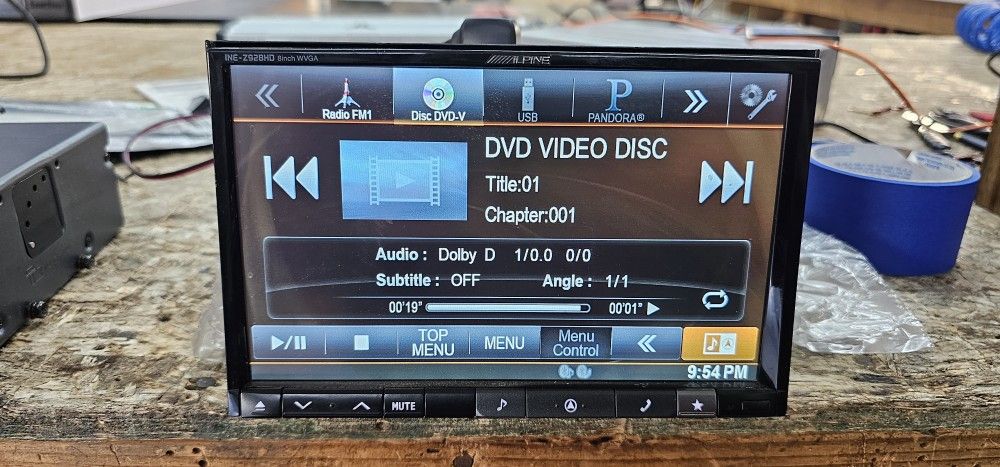 INE-Z928HD 8inch WVGA
ALPINE
Radio FM1
Disc DVD-V
USB
P
PANDORA®
DVD VIDEO DISC
Title:01
Chapter:001
Audio : Dolby D 1/0.0 0/0
Subtitle : OFF Angle : 1/1
00'19" 00'01"
TOP MENU
MENU
Menu Control
9:54 PM
MUTE